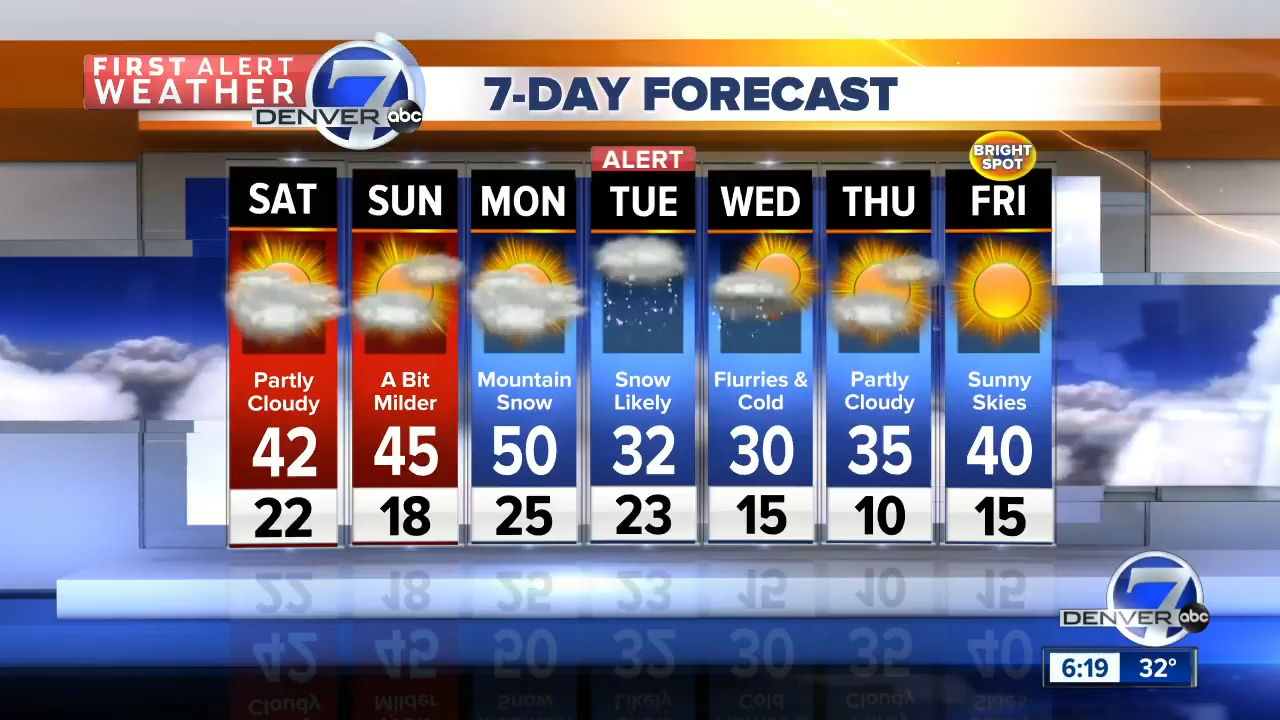 FIRST ALERT
WEATHER
7
DENVER abc
7-DAY FORECAST
ALERT
BRIGHT
SPOT
SAT
SUN
MON
TUE
WED
THU
FRI
Partly
Cloudy
A Bit
Milder
Mountain
Snow
Snow
Likely
Flurries &
Cold
Partly
Cloudy
Sunny
Skies
42
45
50
32
30
35
40
22
18
25
23
15
10
15
7
DENVER abc
6:19 32°